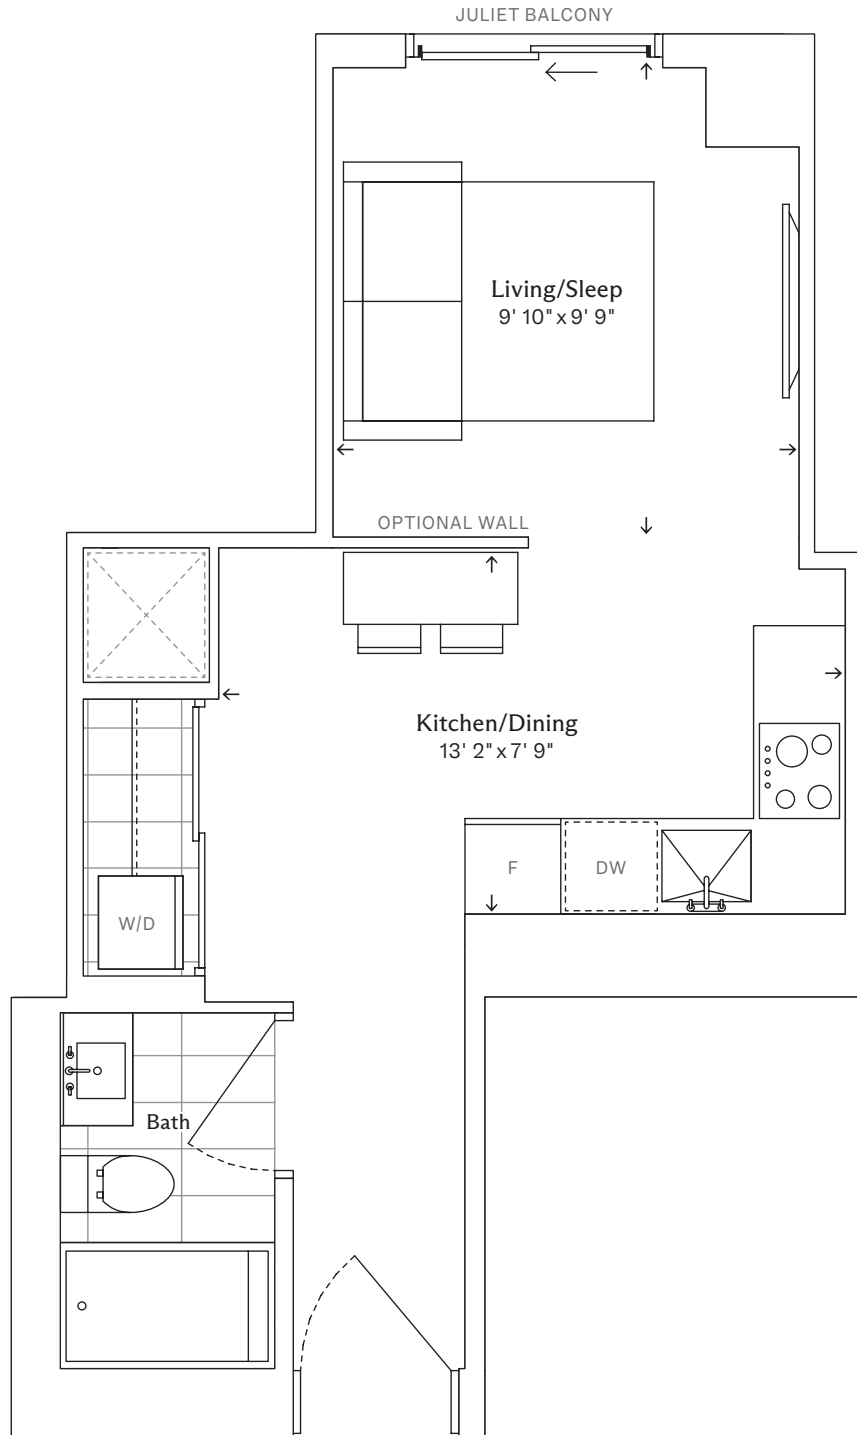 JULIET BALCONY
Living/Sleep
9' 10" x 9' 9"
OPTIONAL WALL
Kitchen/Dining
13' 2" x 7' 9"
F
DW
W/D
Bath